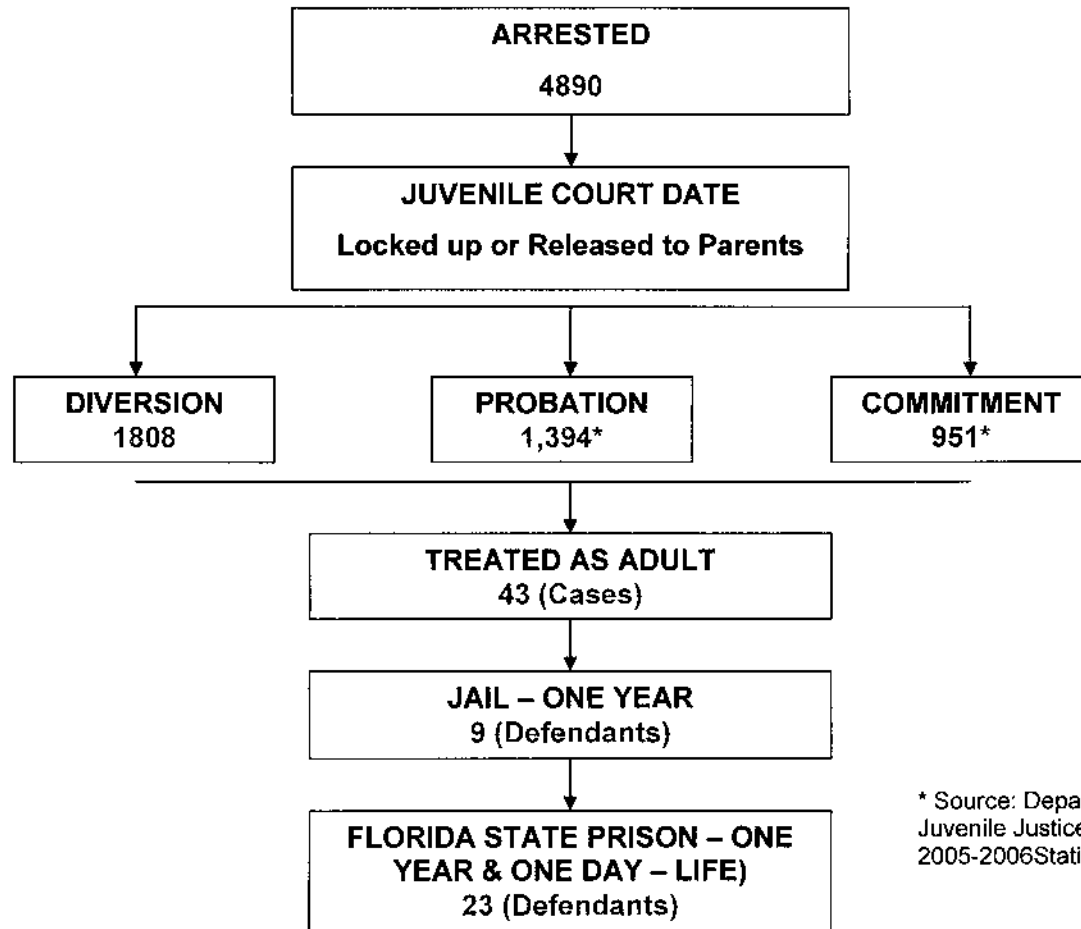 ARRESTED
4890
JUVENILE COURT DATE
Locked up or Released to Parents
DIVERSION
1808
PROBATION
1,394*
COMMITMENT
951*
TREATED AS ADULT
43 (Cases)
JAIL – ONE YEAR
9 (Defendants)
FLORIDA STATE PRISON – ONE
YEAR & ONE DAY – LIFE)
23 (Defendants)
* Source:
Juvenile Justice
2005-2006